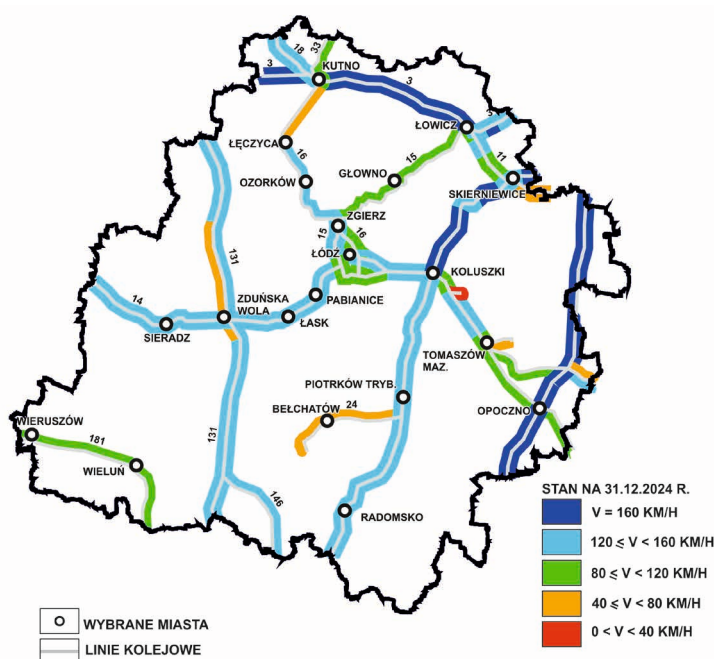 33
18
3
KUTNO
3
3
ŁOWICZ
ŁĘCZYCA
16
15
11
OZORKÓW
GŁOWNO
SKIERNIEWICE
ZGIERZ
15
16
131
ŁÓDŹ
KOLUSZKI
14
ZDUŃSKA
WOLA
PABIANICE
ŁASK
SIERADZ
TOMASZÓW
MAZ.
PIOTRKÓW TRYB.
BEŁCHATÓW
24
OPOCZNO
WIERUSZÓW
181
131
WIELUŃ
146
RADOMSKO
STAN NA 31.12.2024 R.
V = 160 KM/H
120 ⩽ V < 160 KM/H
80 ⩽ V < 120 KM/H
40 ⩽ V < 80 KM/H
0 < V < 40 KM/H
WYBRANE MIASTA
LINIE KOLEJOWE